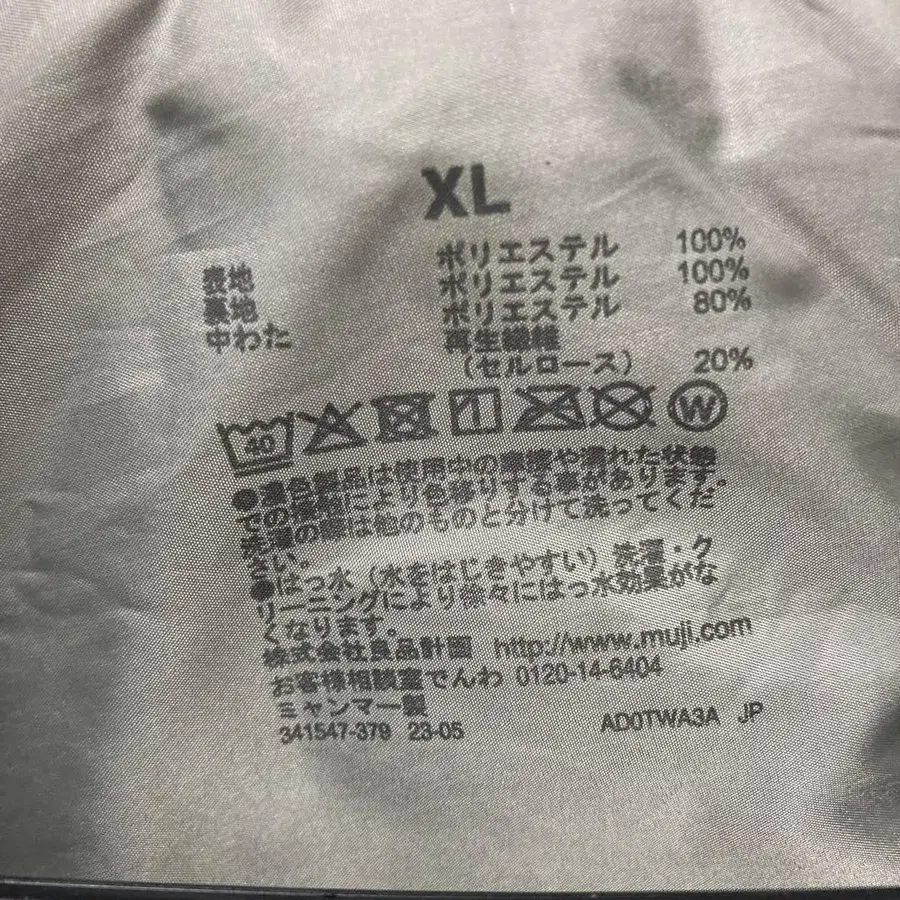 XL
表地 ポリエステル 100%
裏地 ポリエステル 100%
中わた ポリエステル 80%
再生繊維
（セルロース） 20%
40
W
●濃色製品は使用中の摩擦や濡れた状態
での接触により色移りする事があります。
洗濯の際は他のものと分けて洗ってくだ
さい。
●はっ水（水をはじきやすい）洗濯・ク
リーニングにより徐々にはっ水効果がな
くなります。
株式会社良品計画 http://www.muji.com
お客様相談室でんわ 0120-14-6404
ミャンマー製
341547-379 23-05 AD0TWA3A JP